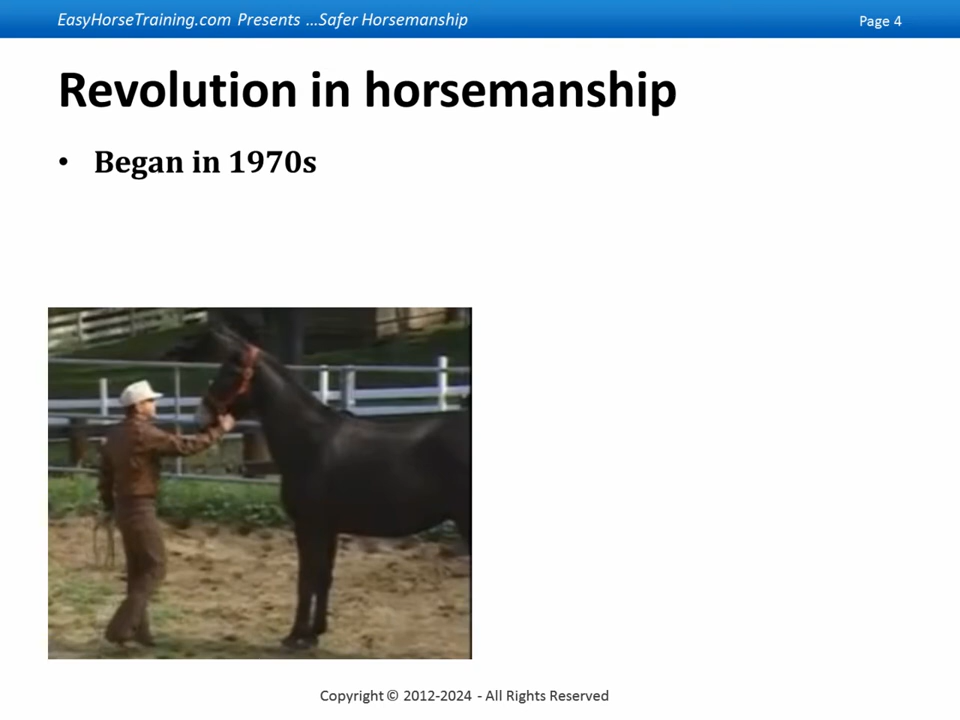 EasyHorseTraining.com Presents ...Safer Horsemanship
Page 4
Revolution in horsemanship
• Began in 1970s
Copyright © 2012-2024 - All Rights Reserved